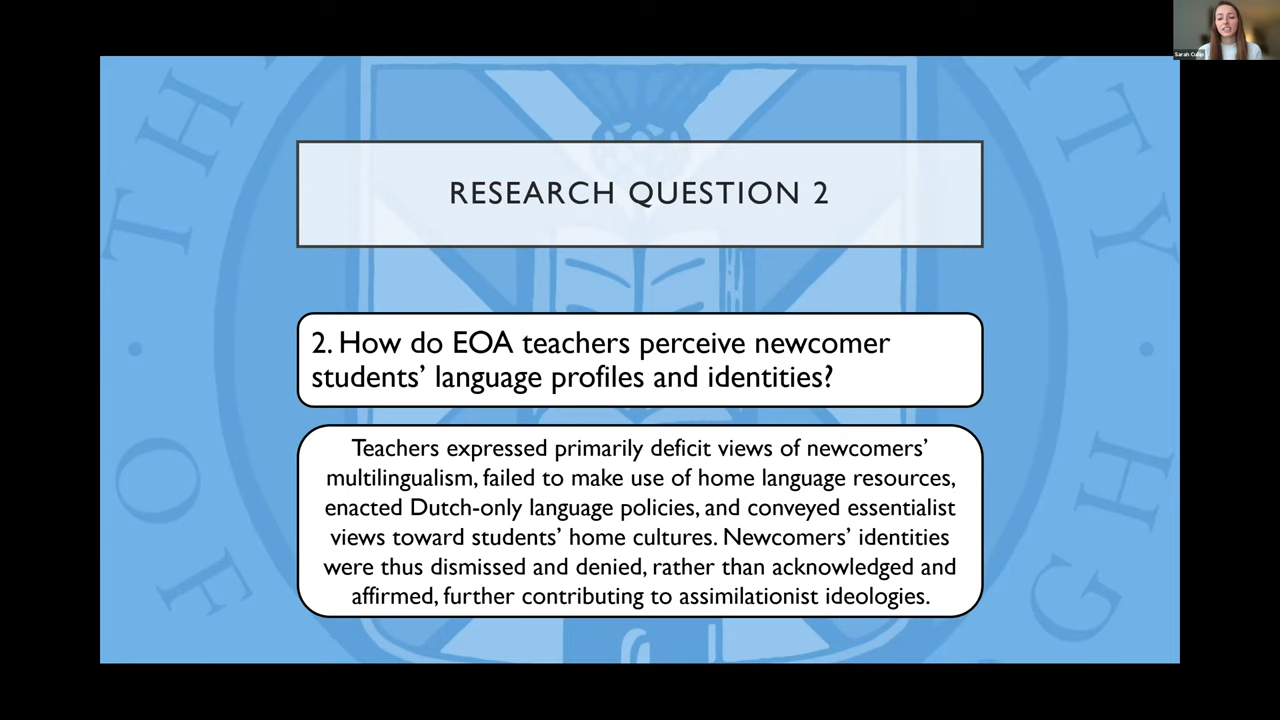 Sarah
RESEARCH QUESTION 2
2. How do EOA teachers perceive newcomer
students’ language profiles and identities?
Teachers expressed primarily deficit views of newcomers’
multilingualism, failed to make use of home language resources,
enacted Dutch-only language policies, and conveyed essentialist
views toward students’ home cultures. Newcomers’ identities
were thus dismissed and denied, rather than acknowledged and
affirmed, further contributing to assimilationist ideologies.